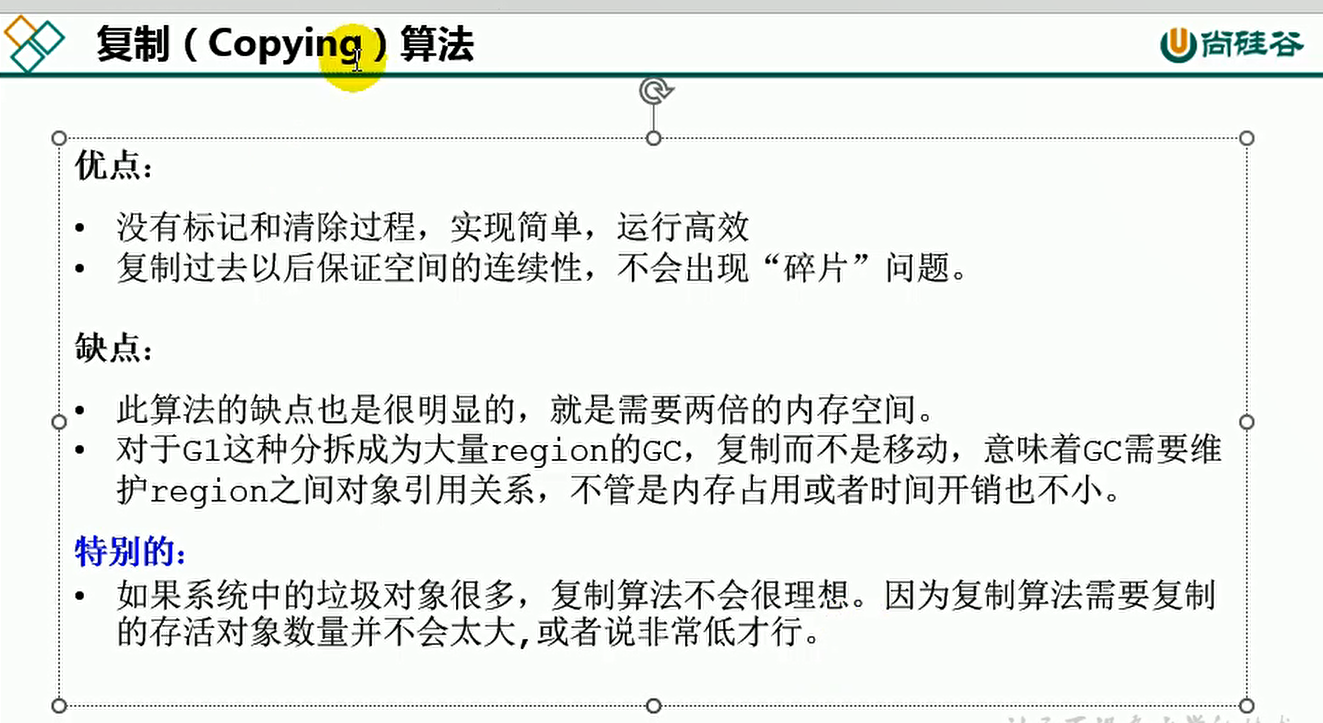 复制（Copying）算法
尚硅谷
优点：
• 没有标记和清除过程，实现简单，运行高效
• 复制过去以后保证空间的连续性，不会出现“碎片”问题。
缺点：
• 此算法的缺点也是很明显的，就是需要两倍的内存空间。
• 对于G1这种分拆成为大量region的GC，复制而不是移动，意味着GC需要维
护region之间对象引用关系，不管是内存占用或者时间开销也不小。
特别的：
• 如果系统中的垃圾对象很多，复制算法不会很理想。因为复制算法需要复制
的存活对象数量并不会太大,或者说非常低才行。